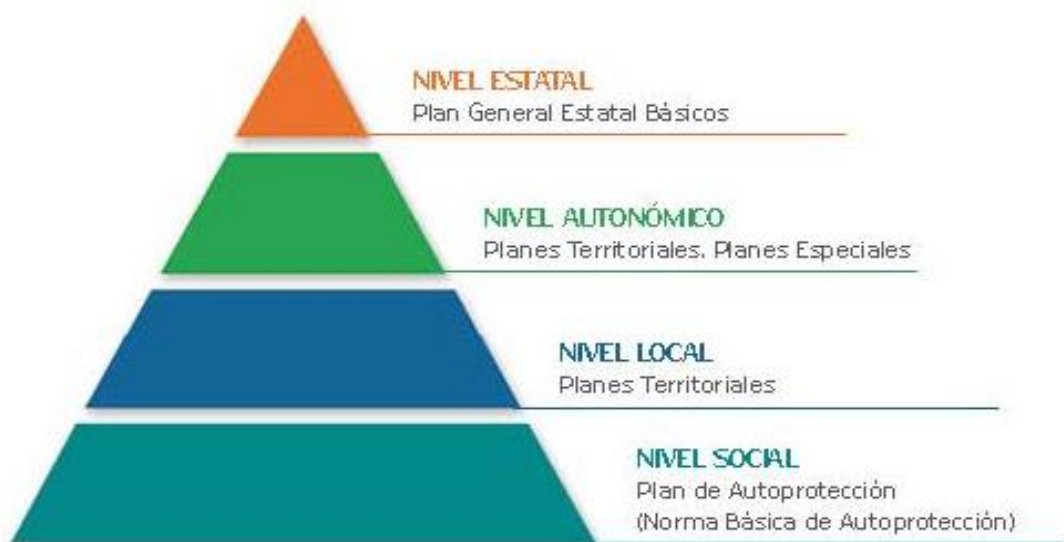 NIVEL ESTATAL
Plan General Estatal Básicos
NIVEL AUTONÓMICO
Planes Territoriales. Planes Especiales
NIVEL LOCAL
Planes Territoriales
NIVEL SOCIAL
Plan de Autoprotección
(Norma Básica de Autoprotección)